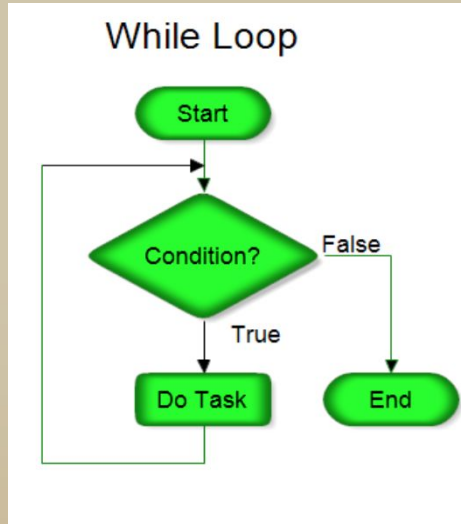 While Loop
Start
Condition?
False
True
Do Task
End